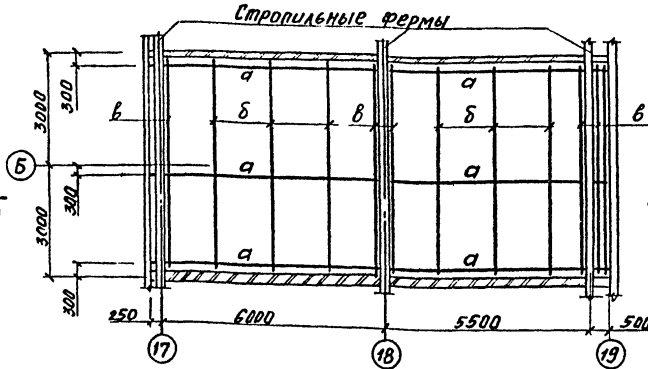 Стропильные фермы
а
а
3000
300
в
б
в
б
в
Б
а
а
300
3000
а
а
300
250
6000
5500
500
17
18
19